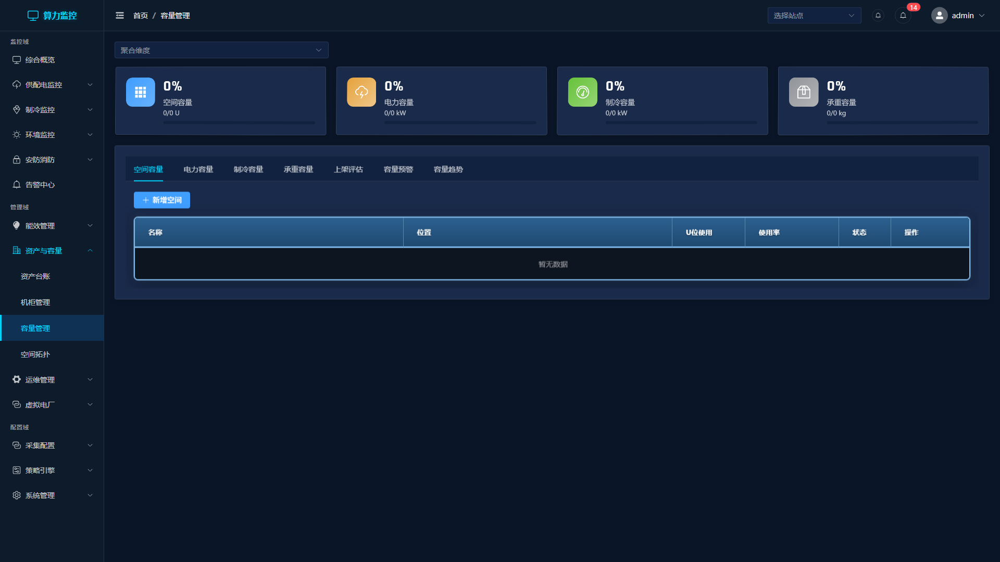 算力监控
首页 / 容量管理
选择站点
14
admin
监控域
综合概览
供配电监控
制冷监控
环境监控
安防消防
告警中心
管理域
能效管理
资产与容量
资产台账
机柜管理
容量管理
空间拓扑
运维管理
虚拟电厂
配置域
采集配置
策略引擎
系统管理
聚合维度
0%
空间容量
0/0 U
0%
电力容量
0/0 kW
0%
制冷容量
0/0 kW
0%
承重容量
0/0 kg
空间容量 电力容量 制冷容量 承重容量 上架评估 容量预警 容量趋势
新增空间
名称 位置 U位使用 使用率 状态 操作
暂无数据